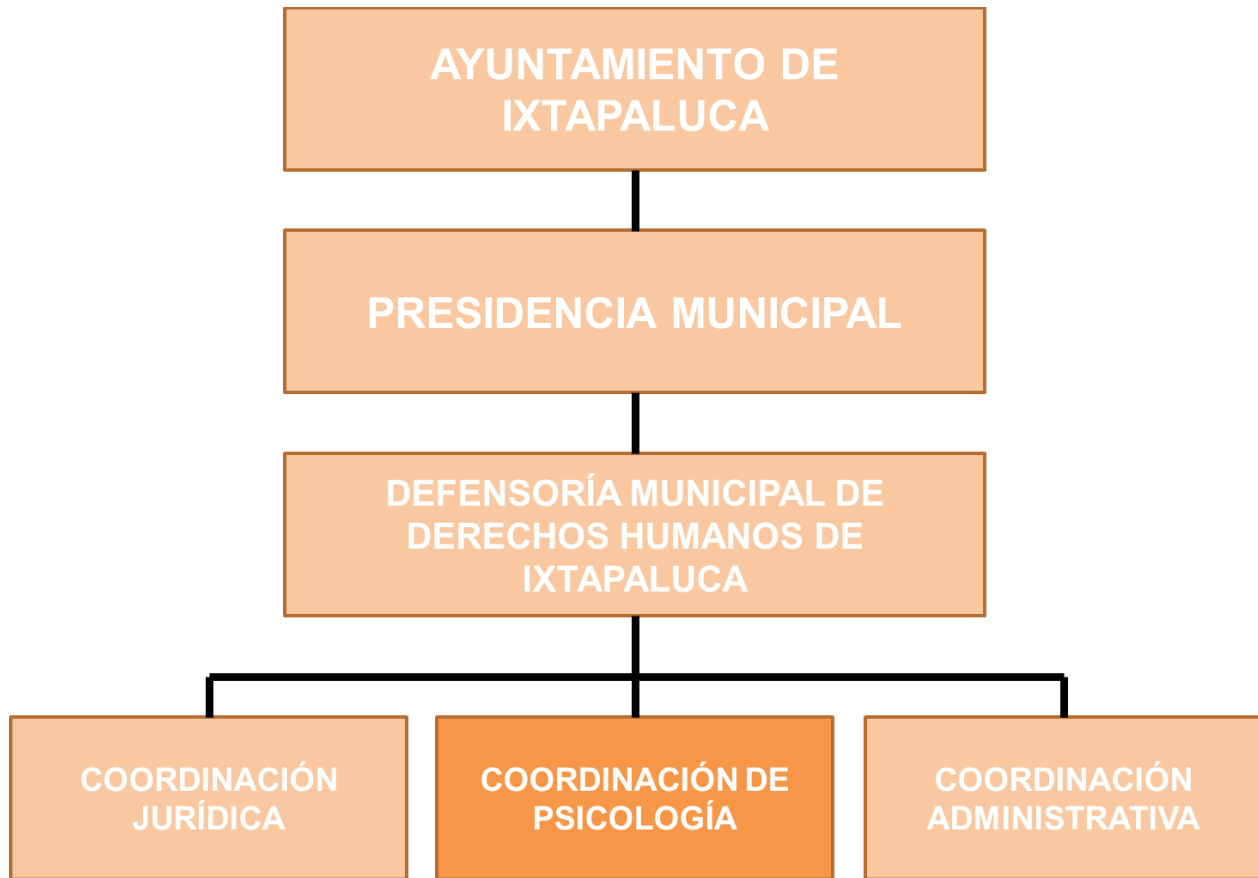 AYUNTAMIENTO DE
IXTAPALUCA
PRESIDENCIA MUNICIPAL
DEFENSORÍA MUNICIPAL DE
DERECHOS HUMANOS DE
IXTAPALUCA
COORDINACIÓN
JURÍDICA
COORDINACIÓN DE
PSICOLOGÍA
COORDINACIÓN
ADMINISTRATIVA